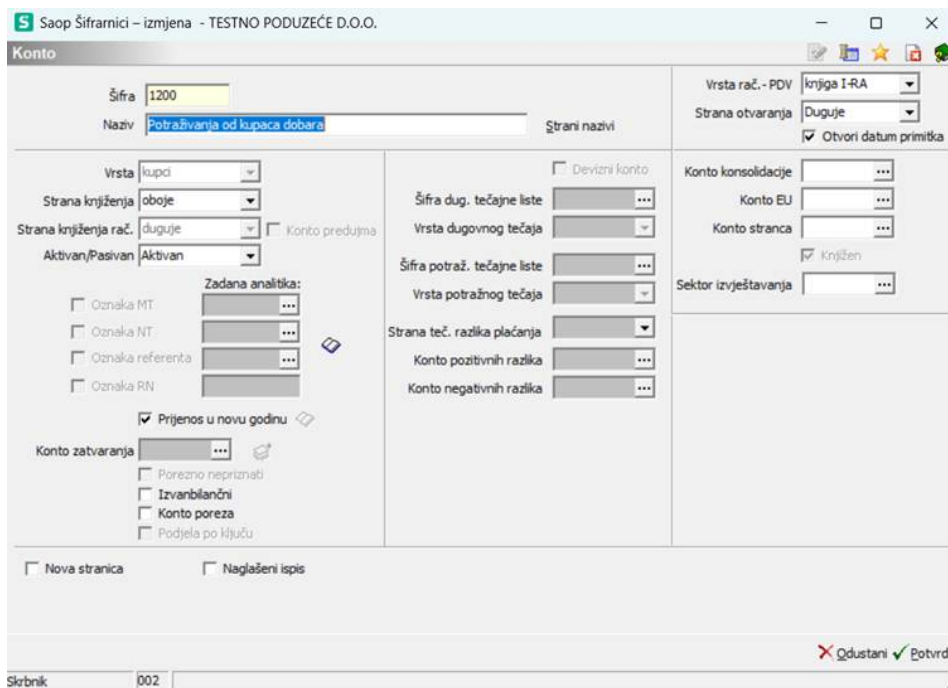 Saop Šifrarnici – izmjena - TESTNO PODUZEĆE D.O.O.
Konto
Šifra 1200
Naziv Potraživanja od kupaca dobara Strani nazivi
Vrsta rač. - PDV knjiga I-RA
Strana otvaranja Duguje
Otvori datum primitka
Vrsta kupci
Strana knjiženja oboje
Strana knjiženja rač. duguje Konto predujma
Aktivan/Pasivan Aktivan
Zadana analitika:
Oznaka MT ...
Oznaka NT ...
Oznaka referenta ...
Oznaka RN
Prijenos u novu godinu
Konto zatvaranja ...
Porezno nepriznati
Izvanbilančni
Konto poreza
Podjela po ključu
Devizni konto
Šifra dug. tečajne liste ...
Vrsta dugovnog tečaja
Šifra potraž. tečajne liste ...
Vrsta potražnog tečaja
Strana teč. razlika plaćanja
Konto pozitivnih razlika ...
Konto negativnih razlika ...
Konto konsolidacije ...
Konto EU ...
Konto stranca ...
Knjižen
Sektor izvještavanja ...
Nova stranica Naglašeni ispis
Odustani Potvrd
Skrbnik 002